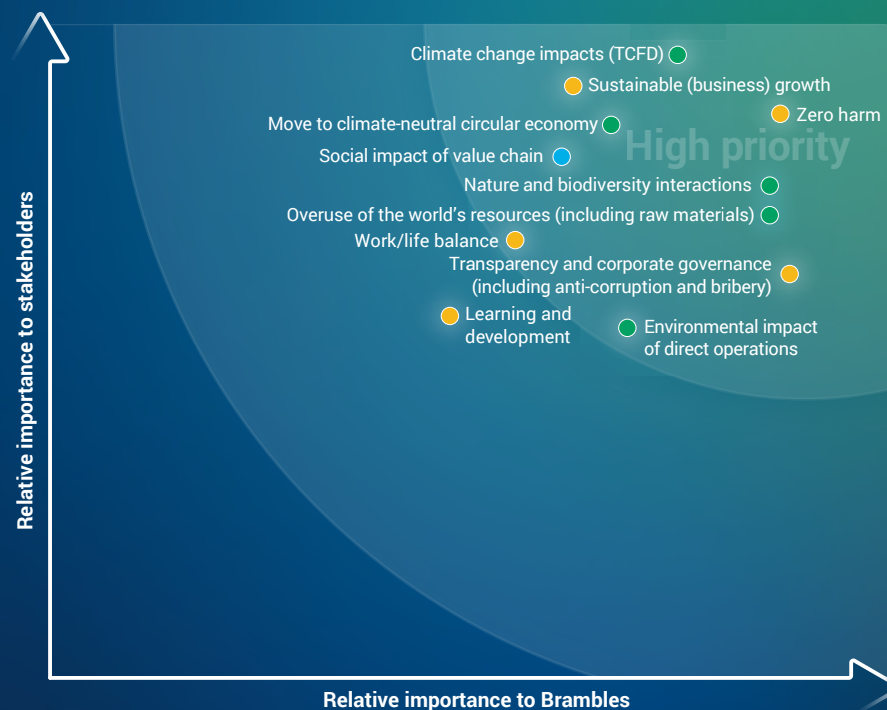 Climate change impacts (TCFD)
Sustainable (business) growth
Zero harm
Move to climate-neutral circular economy
High priority
Social impact of value chain
Nature and biodiversity interactions
Overuse of the world's resources (including raw materials)
Work/life balance
Transparency and corporate governance
(including anti-corruption and bribery)
Learning and
development
Environmental impact
of direct operations
Relative importance to stakeholders
Relative importance to Brambles